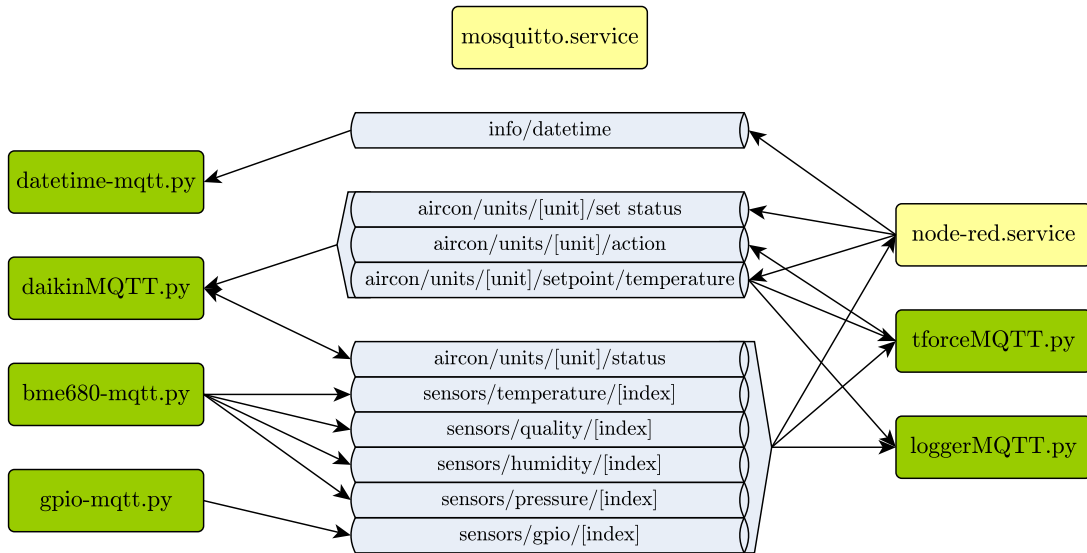 mosquitto.service
info/datetime
datetime-mqtt.py
aircon/units/[unit]/set status
node-red.service
aircon/units/[unit]/action
aircon/units/[unit]/setpoint/temperature
daikinMQTT.py
tforceMQTT.py
aircon/units/[unit]/status
bme680-mqtt.py
sensors/temperature/[index]
sensors/quality/[index]
loggerMQTT.py
sensors/humidity/[index]
gpio-mqtt.py
sensors/pressure/[index]
sensors/gpio/[index]